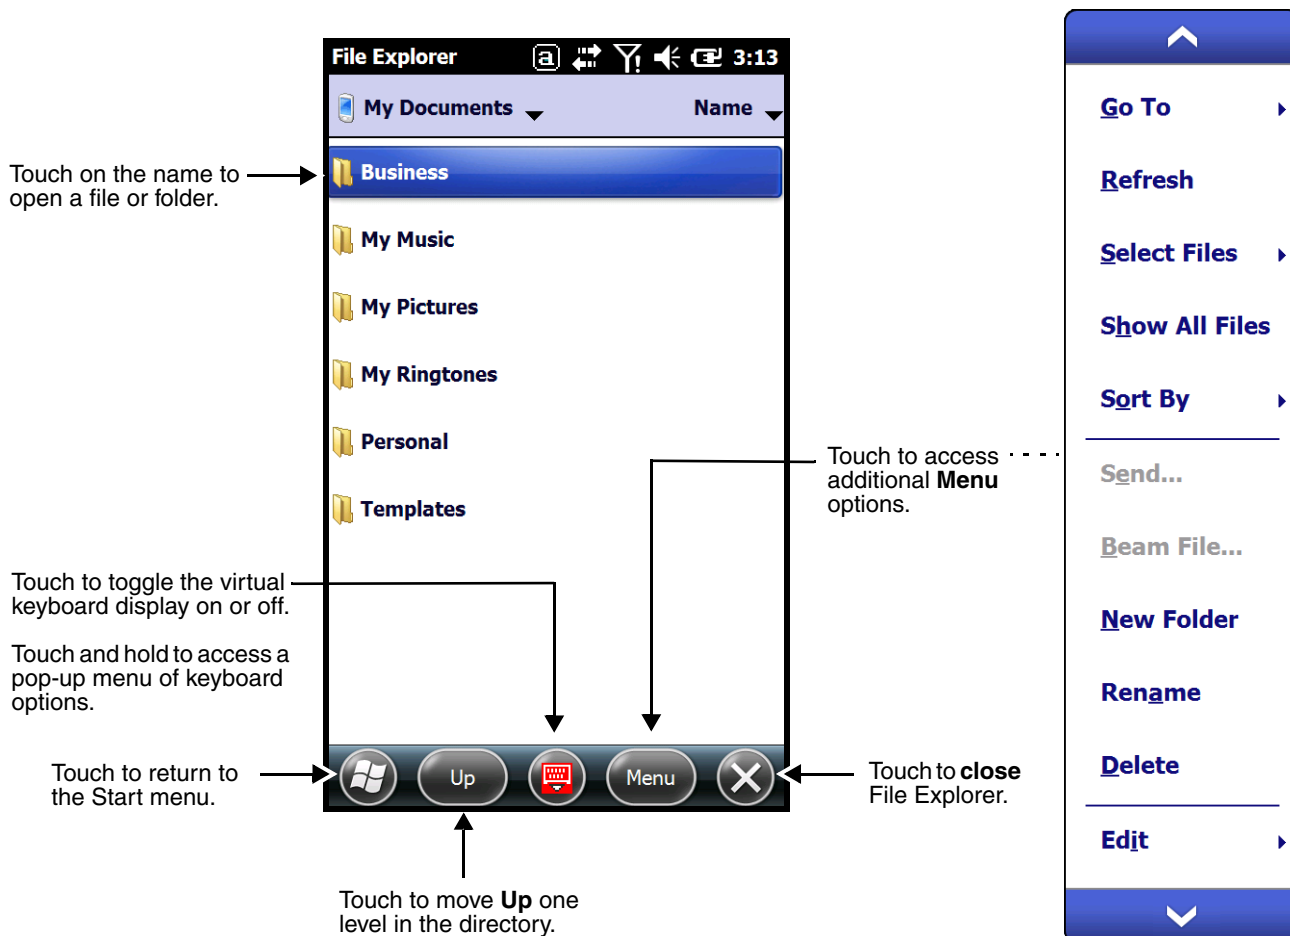 File Explorer
a
3:13
My Documents
Name
Business
My Music
My Pictures
My Ringtones
Personal
Templates
Up
Menu
Touch on the name to
open a file or folder.
Touch to toggle the virtual
keyboard display on or off.
Touch and hold to access a
pop-up menu of keyboard
options.
Touch to return to
the Start menu.
Touch to move Up one
level in the directory.
Touch to access
additional Menu
options.
Touch to close
File Explorer.
Go To
Refresh
Select Files
Show All Files
Sort By
Send...
Beam File...
New Folder
Rename
Delete
Edit